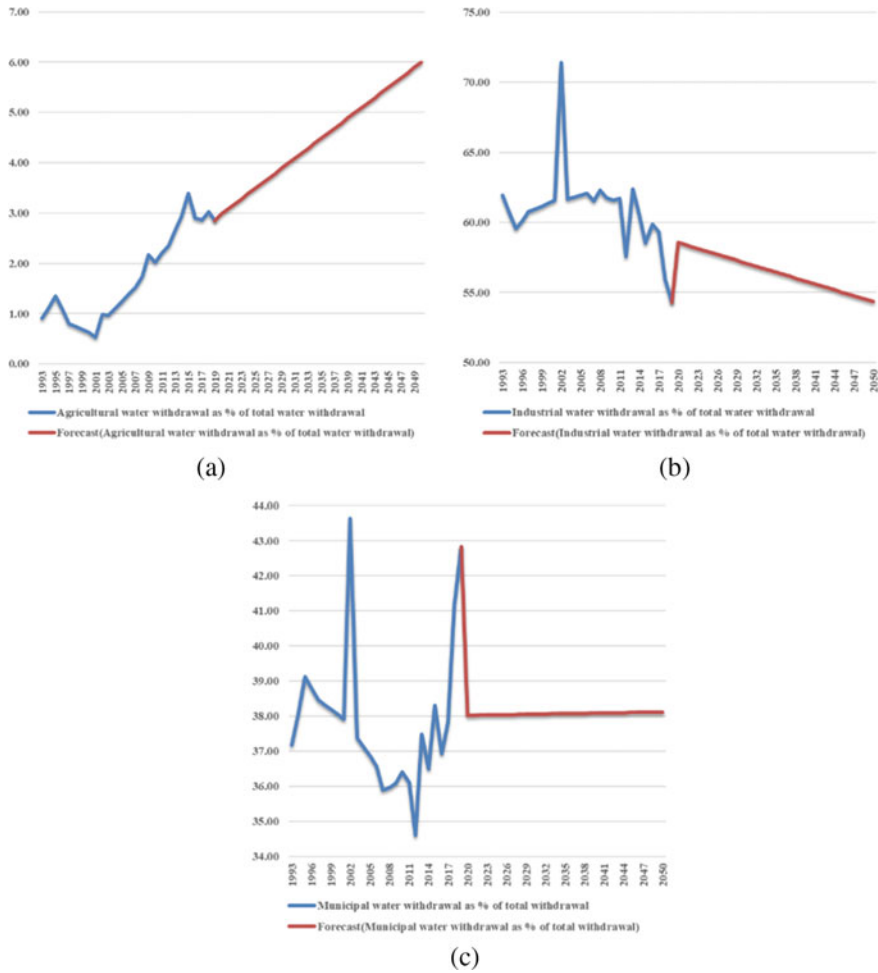 7.00
6.00
5.00
4.00
3.00
2.00
1.00
0.00
1993 1995 1997 1999 2001 2003 2005 2007 2009 2011 2013 2015 2017 2019 2021 2023 2025 2027 2029 2031 2033 2035 2037 2039 2041 2043 2045 2047 2049
Agricultural water withdrawal as % of total water withdrawal
Forecast(Agricultural water withdrawal as % of total water withdrawal)
(a)
75.00
70.00
65.00
60.00
55.00
50.00
1993 1996 1999 2002 2005 2008 2011 2014 2017 2020 2023 2026 2029 2032 2035 2038 2041 2044 2047 2050
Industrial water withdrawal as % of total water withdrawal
Forecast(Industrial water withdrawal as % of total water withdrawal)
(b)
44.00
43.00
42.00
41.00
40.00
39.00
38.00
37.00
36.00
35.00
34.00
1993 1996 1999 2002 2005 2008 2011 2014 2017 2020 2023 2026 2029 2032 2035 2038 2041 2044 2047 2050
Municipal water withdrawal as % of total withdrawal
Forecast(Municipal water withdrawal as % of total withdrawal)
(c)